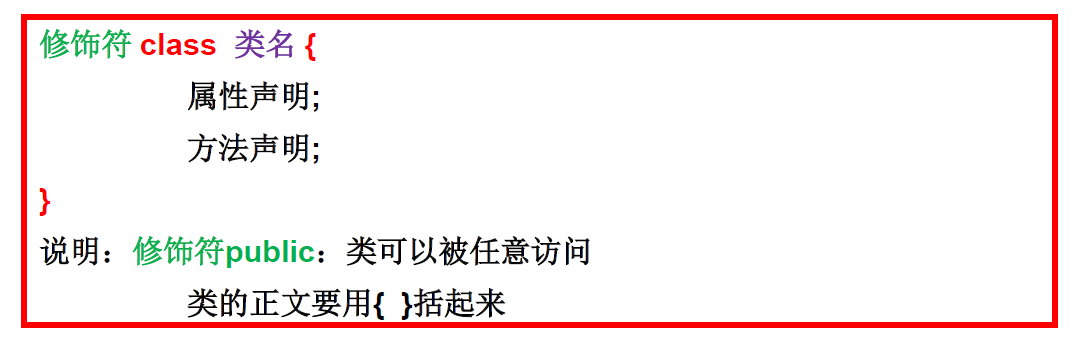 修饰符 class 类名 {
属性声明;
方法声明;
}
说明：修饰符public：类可以被任意访问
类的正文要用{ }括起来